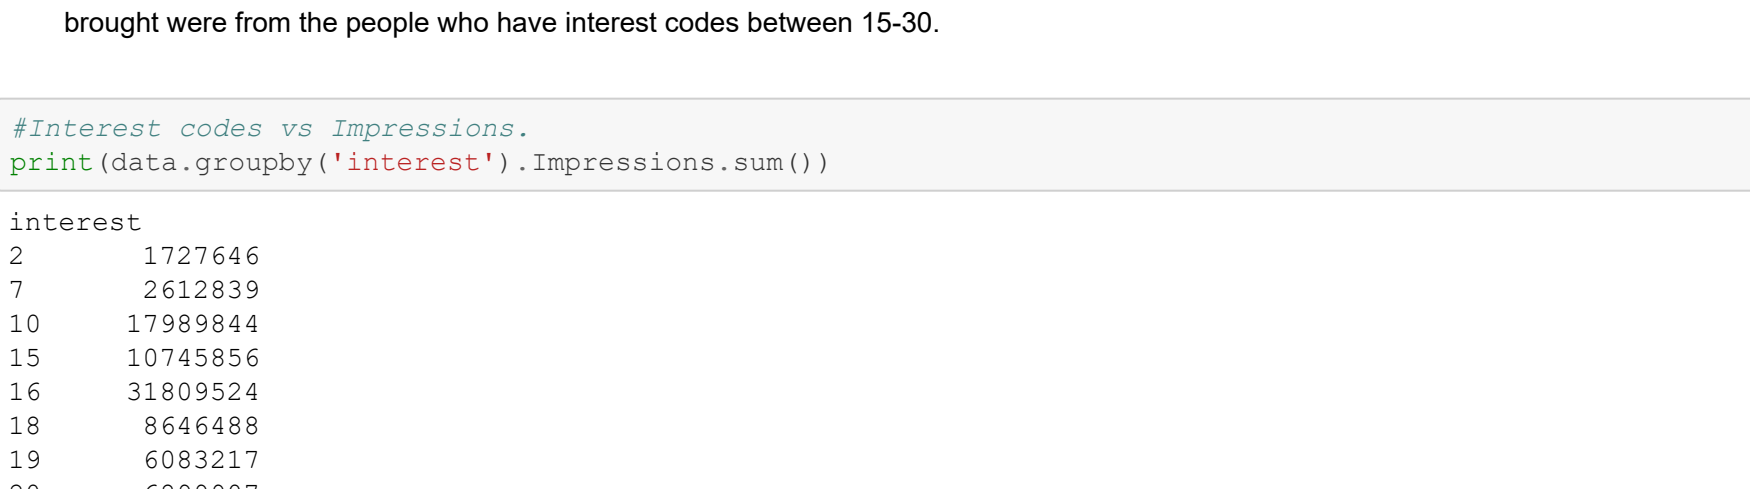 brought were from the people who have interest codes between 15-30.
#Interest codes vs Impressions.
print(data.groupby('interest').Impressions.sum())
interest
2 1727646
7 2612839
10 17989844
15 10745856
16 31809524
18 8646488
19 6083217